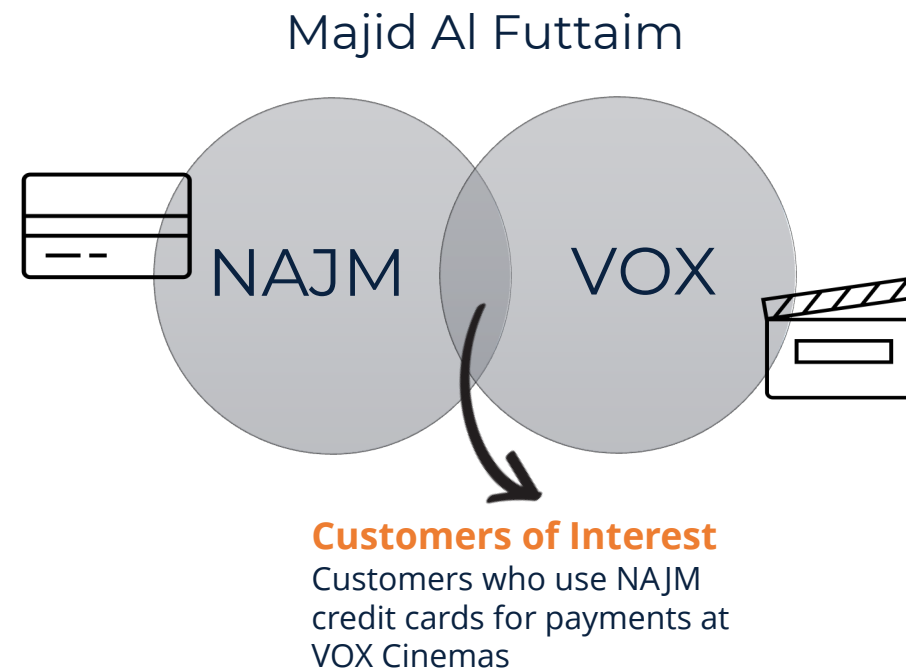 Majid Al Futtaim
NAJM
VOX
Customers of Interest
Customers who use NAJM
credit cards for payments at
VOX Cinemas